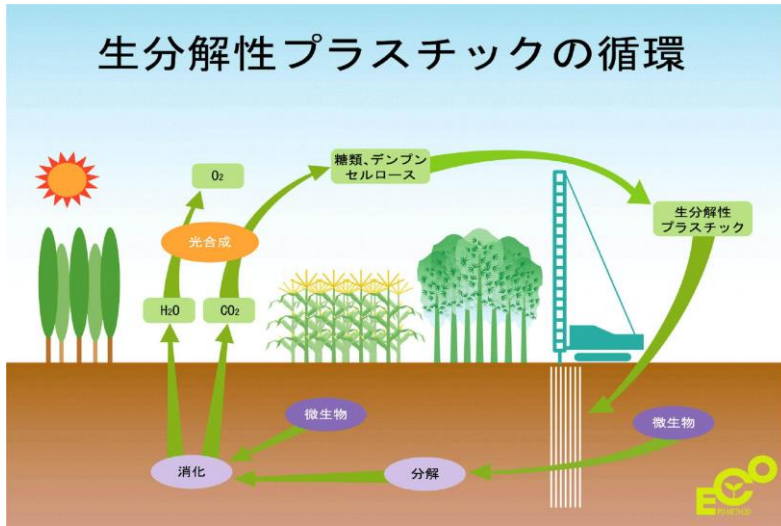 生分解性プラスチックの循環
O₂
糖類、デンプン
セルロース
生分解性
プラスチック
光合成
H₂O
CO₂
微生物
微生物
消化
分解
ECO